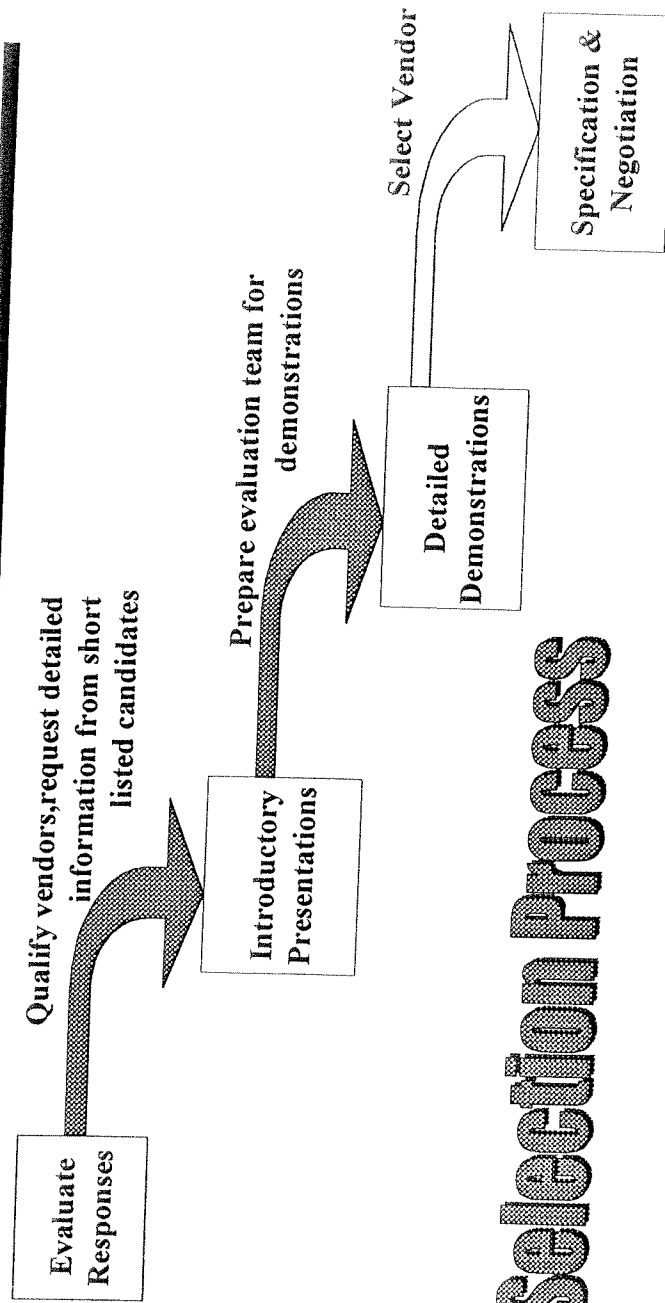 Evaluate
Responses
Qualify vendors,request detailed
information from short
listed candidates
Introductory
Presentations
Prepare evaluation team for
demonstrations
Detailed
Demonstrations
Select Vendor
Specification &
Negotiation
Selection Process